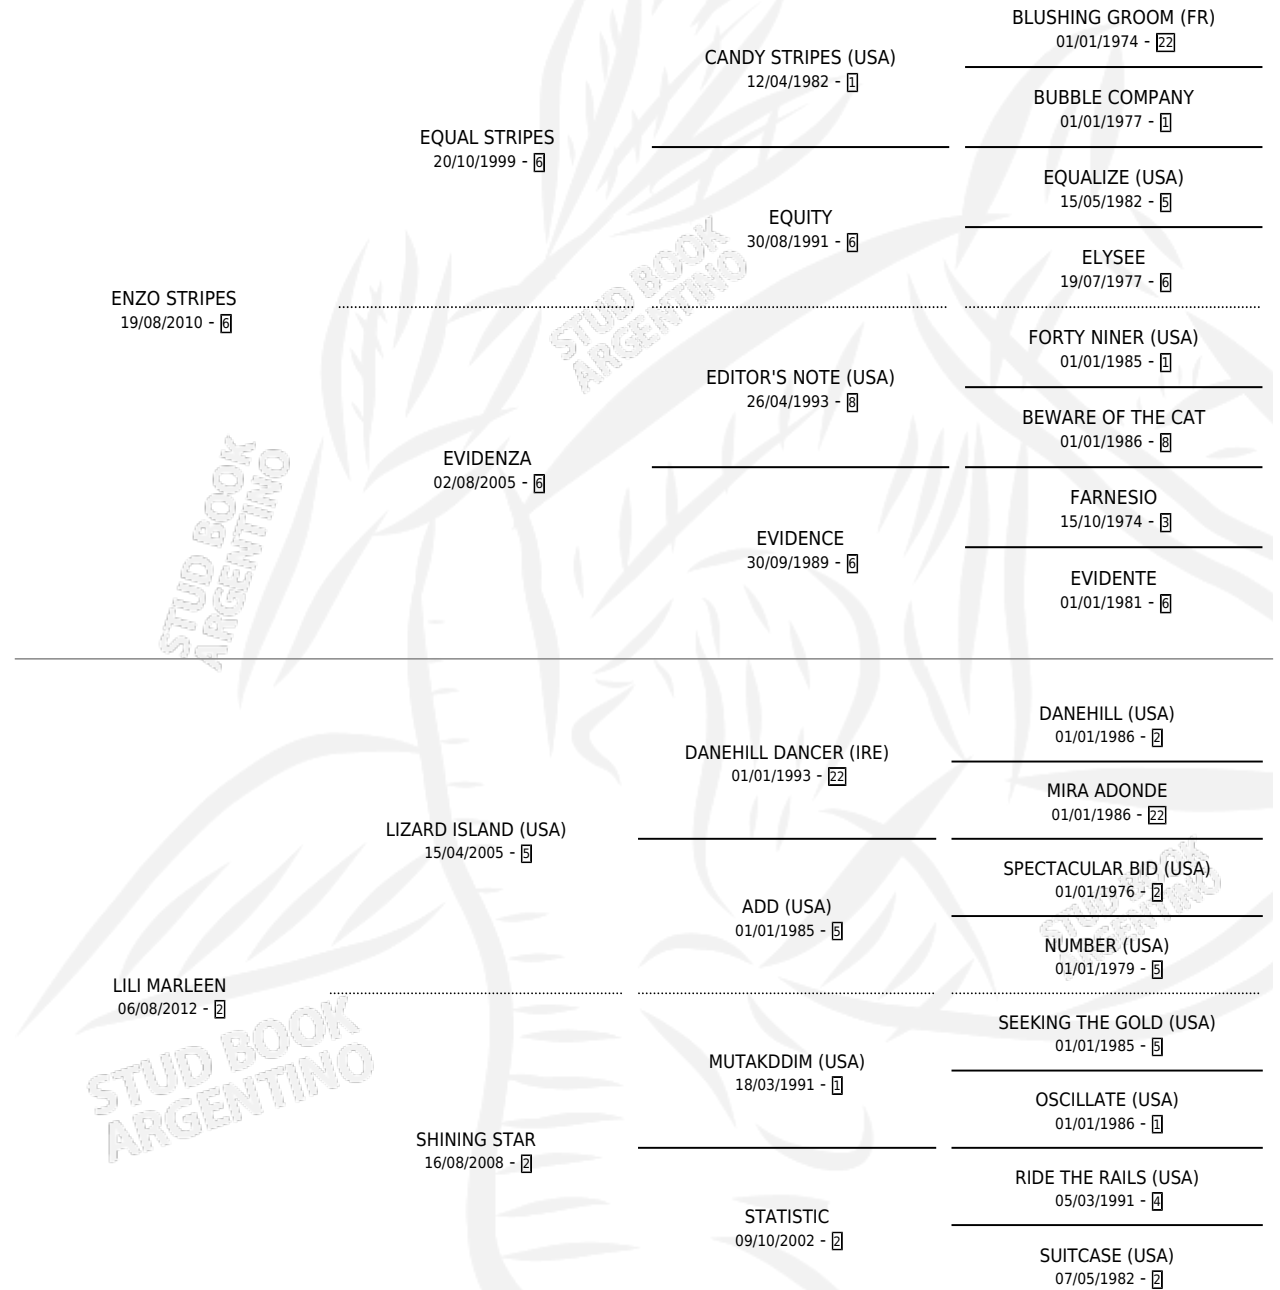 BLUSHING GROOM (FR)
01/01/1974 - 22
CANDY STRIPES (USA)
12/04/1982 - 1
BUBBLE COMPANY
01/01/1977 - 1
EQUAL STRIPES
20/10/1999 - 6
EQUALIZE (USA)
15/05/1982 - 5
EQUITY
30/08/1991 - 6
ELYSEE
19/07/1977 - 6
ENZO STRIPES
19/08/2010 - 6
FORTY NINER (USA)
01/01/1985 - 1
EDITOR'S NOTE (USA)
26/04/1993 - 8
BEWARE OF THE CAT
01/01/1986 - 8
EVIDENZA
02/08/2005 - 6
FARNESIO
15/10/1974 - 3
EVIDENCE
30/09/1989 - 6
EVIDENTE
01/01/1981 - 6
DANEHILL (USA)
01/01/1986 - 2
DANEHILL DANCER (IRE)
01/01/1993 - 22
MIRA ADONDE
01/01/1986 - 22
LIZARD ISLAND (USA)
15/04/2005 - 5
SPECTACULAR BID (USA)
01/01/1976 - 2
ADD (USA)
01/01/1985 - 5
NUMBER (USA)
01/01/1979 - 5
LILI MARLEEN
06/08/2012 - 2
SEEKING THE GOLD (USA)
01/01/1985 - 5
MUTAKDDIM (USA)
18/03/1991 - 1
OSCILLATE (USA)
01/01/1986 - 1
SHINING STAR
16/08/2008 - 2
RIDE THE RAILS (USA)
05/03/1991 - 4
STATISTIC
09/10/2002 - 2
SUITCASE (USA)
07/05/1982 - 2
STUD BOOK
ARGENTINO
STUD BOOK
ARGENTINO
STUD BOOK
ARGENTINO
STUD BOOK
ARGENTINO